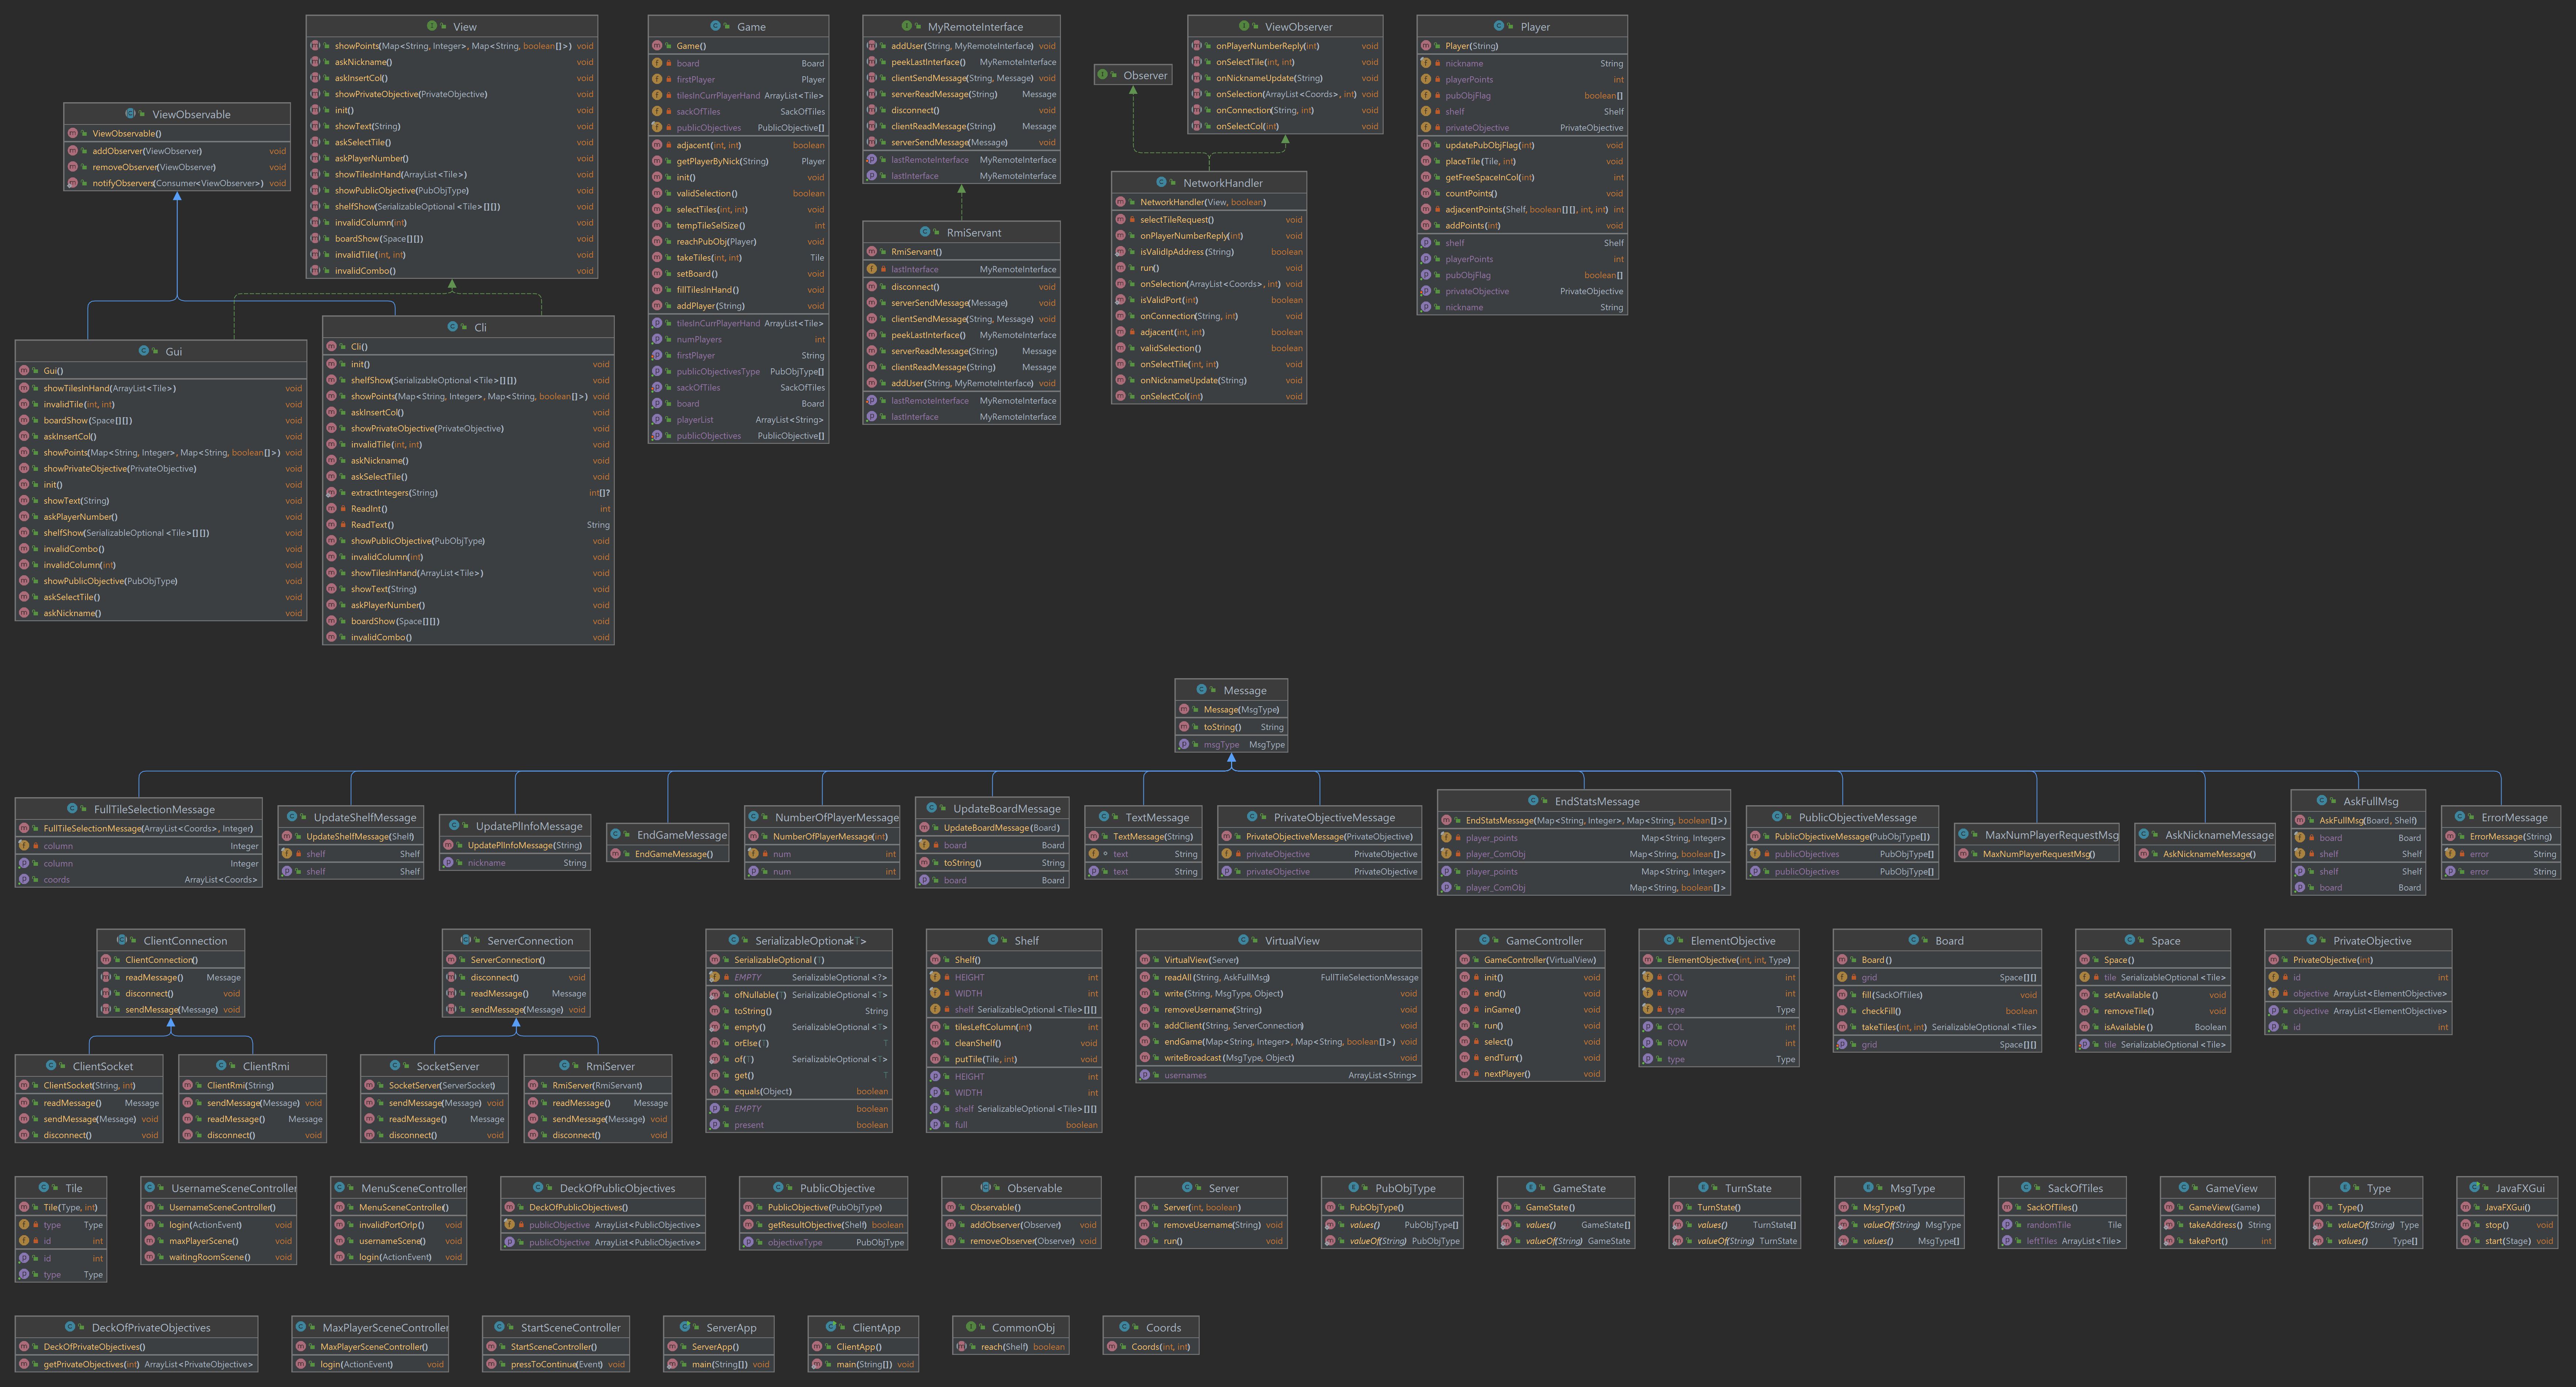 View
showPoints(Map<String, Integer>, Map<String, boolean[]>) void
askNickname() void
askInsertCol() void
showPrivateObjective(PrivateObjective) void
init() void
showText(String) void
askSelectTile() void
askPlayerNumber() void
showTilesInHand(ArrayList<Tile>) void
showPublicObjective(PubObjType) void
shelfShow(SerializableOptional<Tile>[][]) void
invalidColumn(int) void
boardShow(Space[][]) void
invalidTile(int, int) void
invalidCombo() void
Game
Game()
board Board
firstPlayer Player
tilesInCurrPlayerHand ArrayList<Tile>
sackOfTiles SackOfTiles
publicObjectives PublicObjective[]
adjacent(int, int) boolean
getPlayerByNick(String) Player
init() void
validSelection() boolean
selectTiles(int, int) void
tempTileSelSize() int
reachPubObj(Player) void
takeTiles(int, int) Tile
setBoard() void
fillTilesInHand() void
addPlayer(String) void
tilesInCurrPlayerHand ArrayList<Tile>
numPlayers int
firstPlayer String
publicObjectivesType PubObjType[]
sackOfTiles SackOfTiles
board Board
playerList ArrayList<String>
publicObjectives PublicObjective[]
MyRemoteInterface
addUser(String, MyRemoteInterface) void
peekLastInterface() MyRemoteInterface
clientSendMessage(String, Message) void
serverReadMessage(String) Message
disconnect() void
clientReadMessage(String) Message
serverSendMessage(Message) void
lastRemoteInterface MyRemoteInterface
lastInterface MyRemoteInterface
RmiServant
RmiServant()
lastInterface MyRemoteInterface
disconnect() void
serverSendMessage(Message) void
clientSendMessage(String, Message) void
peekLastInterface() MyRemoteInterface
serverReadMessage(String) Message
clientReadMessage(String) Message
addUser(String, MyRemoteInterface) void
lastRemoteInterface MyRemoteInterface
lastInterface MyRemoteInterface
Observer
ViewObserver
onPlayerNumberReply(int) void
onSelectTile(int, int) void
onNicknameUpdate(String) void
onSelection(ArrayList<Coords>, int) void
onConnection(String, int) void
onSelectCol(int) void
NetworkHandler
NetworkHandler(View, boolean)
selectTileRequest() void
onPlayerNumberReply(int) void
isValidIpAddress(String) boolean
run() void
onSelection(ArrayList<Coords>, int) void
isValidPort(int) boolean
onConnection(String, int) void
adjacent(int, int) boolean
validSelection() boolean
onSelectTile(int, int) void
onNicknameUpdate(String) void
onSelectCol(int) void
Player
Player(String)
nickname String
playerPoints int
pubObjFlag boolean[]
shelf Shelf
privateObjective PrivateObjective
updatePubObjFlag(int) void
placeTile(Tile, int) void
getFreeSpaceInCol(int) int
countPoints() void
adjacentPoints(Shelf, boolean[][], int, int) int
addPoints(int) void
shelf Shelf
playerPoints int
pubObjFlag boolean[]
privateObjective PrivateObjective
nickname String
ViewObservable
ViewObservable()
addObserver(ViewObserver) void
removeObserver(ViewObserver) void
notifyObservers(Consumer<ViewObserver>) void
Gui
Gui()
showTilesInHand(ArrayList<Tile>) void
invalidTile(int, int) void
boardShow(Space[][]) void
askInsertCol() void
showPoints(Map<String, Integer>, Map<String, boolean[]>) void
showPrivateObjective(PrivateObjective) void
init() void
showText(String) void
askPlayerNumber() void
shelfShow(SerializableOptional<Tile>[][]) void
invalidCombo() void
invalidColumn(int) void
showPublicObjective(PubObjType) void
askSelectTile() void
askNickname() void
Cli
Cli()
init() void
shelfShow(SerializableOptional<Tile>[][]) void
showPoints(Map<String, Integer>, Map<String, boolean[]>) void
askInsertCol() void
showPrivateObjective(PrivateObjective) void
invalidTile(int, int) void
askNickname() void
askSelectTile() void
extractIntegers(String) int[]?
ReadInt() int
ReadText() String
showPublicObjective(PubObjType) void
invalidColumn(int) void
showTilesInHand(ArrayList<Tile>) void
showText(String) void
askPlayerNumber() void
boardShow(Space[][]) void
invalidCombo() void
Message
Message(MsgType)
toString() String
msgType MsgType
FullTileSelectionMessage
FullTileSelectionMessage(ArrayList<Coords>, Integer)
column Integer
column Integer
coords ArrayList<Coords>
UpdateShelfMessage
UpdateShelfMessage(Shelf)
shelf Shelf
shelf Shelf
UpdatePlInfoMessage
UpdatePlInfoMessage(String)
nickname String
EndGameMessage
EndGameMessage()
NumberOfPlayerMessage
NumberOfPlayerMessage(int)
num int
num int
UpdateBoardMessage
UpdateBoardMessage(Board)
board Board
toString() String
board Board
TextMessage
TextMessage(String)
text String
text String
PrivateObjectiveMessage
PrivateObjectiveMessage(PrivateObjective)
privateObjective PrivateObjective
privateObjective PrivateObjective
EndStatsMessage
EndStatsMessage(Map<String, Integer>, Map<String, boolean[]>)
player_points Map<String, Integer>
player_ComObj Map<String, boolean[]>
player_points Map<String, Integer>
player_ComObj Map<String, boolean[]>
PublicObjectiveMessage
PublicObjectiveMessage(PubObjType[])
publicObjectives PubObjType[]
publicObjectives PubObjType[]
MaxNumPlayerRequestMsg
MaxNumPlayerRequestMsg()
AskNicknameMessage
AskNicknameMessage()
AskFullMsg
AskFullMsg(Board, Shelf)
board Board
shelf Shelf
shelf Shelf
board Board
ErrorMessage
ErrorMessage(String)
error String
error String
ClientConnection
ClientConnection()
readMessage() Message
disconnect() void
sendMessage(Message) void
ClientSocket
ClientSocket(String, int)
readMessage() Message
sendMessage(Message) void
disconnect() void
ClientRmi
ClientRmi(String)
sendMessage(Message) void
readMessage() Message
disconnect() void
ServerConnection
ServerConnection()
disconnect() void
readMessage() Message
sendMessage(Message) void
SocketServer
SocketServer(ServerSocket)
sendMessage(Message) void
readMessage() Message
disconnect() void
RmiServer
RmiServer(RmiServant)
readMessage() Message
sendMessage(Message) void
disconnect() void
SerializableOptional<T>
SerializableOptional(T)
EMPTY SerializableOptional<?>
ofNullable(T) SerializableOptional<T>
toString() String
empty() SerializableOptional<T>
orElse(T) T
of(T) SerializableOptional<T>
get() T
equals(Object) boolean
EMPTY boolean
present boolean
Shelf
Shelf()
HEIGHT int
WIDTH int
shelf SerializableOptional<Tile>[][]
tilesLeftColumn(int) int
cleanShelf() void
putTile(Tile, int) void
HEIGHT int
WIDTH int
shelf SerializableOptional<Tile>[][]
full boolean
VirtualView
VirtualView(Server)
readAll(String, AskFullMsg) FullTileSelectionMessage
write(String, MsgType, Object) void
removeUsername(String) void
addClient(String, ServerConnection) void
endGame(Map<String, Integer>, Map<String, boolean[]>) void
writeBroadcast(MsgType, Object) void
usernames ArrayList<String>
GameController
GameController(VirtualView)
init() void
end() void
inGame() void
run() void
select() void
endTurn() void
nextPlayer() void
ElementObjective
ElementObjective(int, int, Type)
COL int
ROW int
type Type
COL int
ROW int
type Type
Board
Board()
grid Space[][]
fill(SackOfTiles) void
checkFill() boolean
takeTiles(int, int) SerializableOptional<Tile>
grid Space[][]
Space
Space()
tile SerializableOptional<Tile>
setAvailable() void
removeTile() void
isAvailable() Boolean
tile SerializableOptional<Tile>
PrivateObjective
PrivateObjective(int)
id int
objective ArrayList<ElementObjective>
objective ArrayList<ElementObjective>
id int
Tile
Tile(Type, int)
type Type
id int
id int
type Type
UsernameSceneController
UsernameSceneController()
login(ActionEvent) void
maxPlayerScene() void
waitingRoomScene() void
MenuSceneController
MenuSceneController()
invalidPortOrIp() void
usernameScene() void
login(ActionEvent) void
DeckOfPublicObjectives
DeckOfPublicObjectives()
publicObjective ArrayList<PublicObjective>
publicObjective ArrayList<PublicObjective>
PublicObjective
PublicObjective(PubObjType)
getResultObjective(Shelf) boolean
objectiveType PubObjType
Observable
Observable()
addObserver(Observer) void
removeObserver(Observer) void
Server
Server(int, boolean)
removeUsername(String) void
run() void
PubObjType
PubObjType()
values() PubObjType[]
valueOf(String) PubObjType
GameState
GameState()
values() GameState[]
valueOf(String) GameState
TurnState
TurnState()
values() TurnState[]
valueOf(String) TurnState
MsgType
MsgType()
valueOf(String) MsgType
values() MsgType[]
SackOfTiles
SackOfTiles()
randomTile Tile
leftTiles ArrayList<Tile>
GameView
GameView(Game)
takeAddress() String
takePort() int
Type
Type()
valueOf(String) Type
values() Type[]
JavaFXGui
JavaFXGui()
stop() void
start(Stage) void
DeckOfPrivateObjectives
DeckOfPrivateObjectives()
getPrivateObjectives(int) ArrayList<PrivateObjective>
MaxPlayerSceneController
MaxPlayerSceneController()
login(ActionEvent) void
StartSceneController
StartSceneController()
pressToContinue(Event) void
ServerApp
ServerApp()
main(String[]) void
ClientApp
ClientApp()
main(String[]) void
CommonObj
reach(Shelf) boolean
Coords
Coords(int, int)